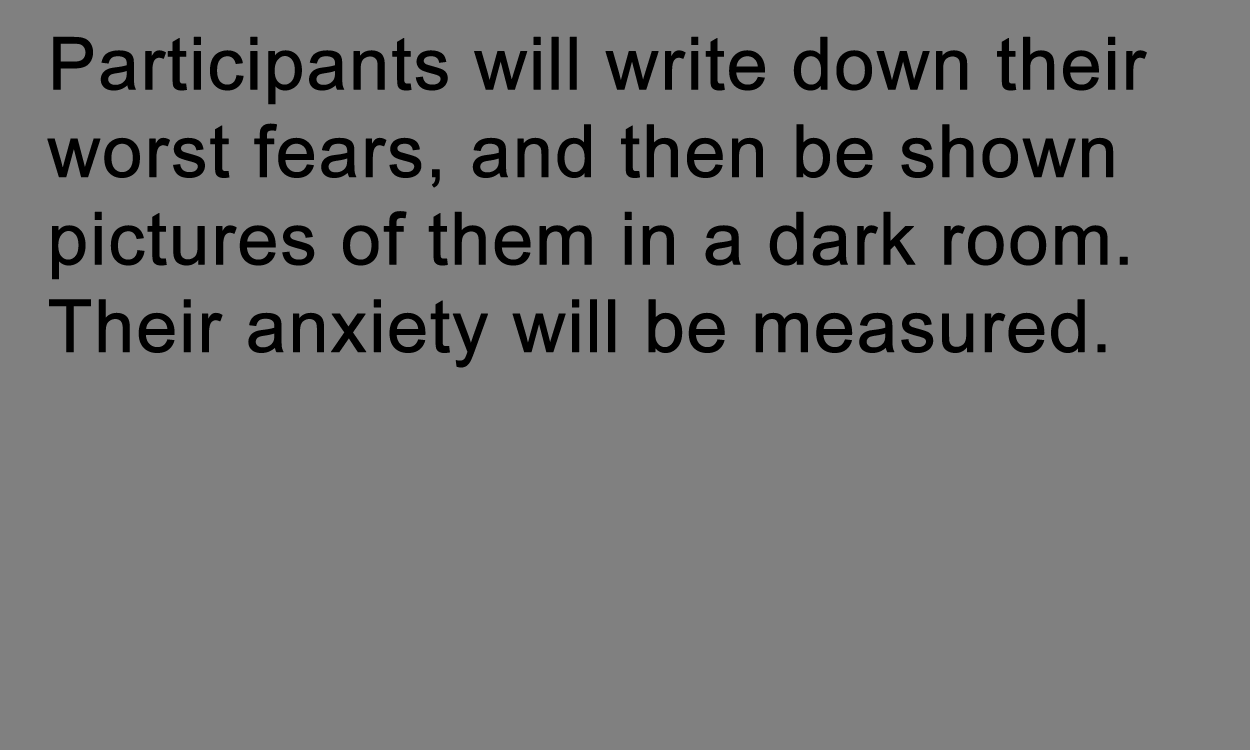 Participants will write down their
worst fears, and then be shown
pictures of them in a dark room.
Their anxiety will be measured.